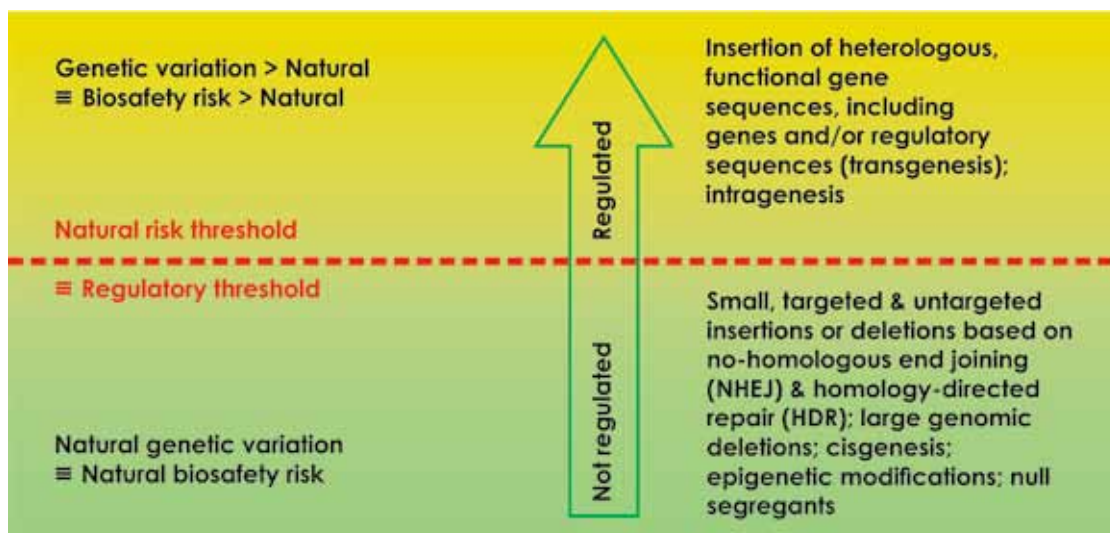 Genetic variation > Natural
≡ Biosafety risk > Natural
Natural risk threshold
≡ Regulatory threshold
Natural genetic variation
≡ Natural biosafety risk
Regulated
Not regulated
Insertion of heterologous,
functional gene
sequences, including
genes and/or regulatory
sequences (transgenesis);
intragenesis
Small, targeted & untargeted
insertions or deletions based on
no-homologous end joining
(NHEJ) & homology-directed
repair (HDR); large genomic
deletions; cisgenesis;
epigenetic modifications; null
segregants